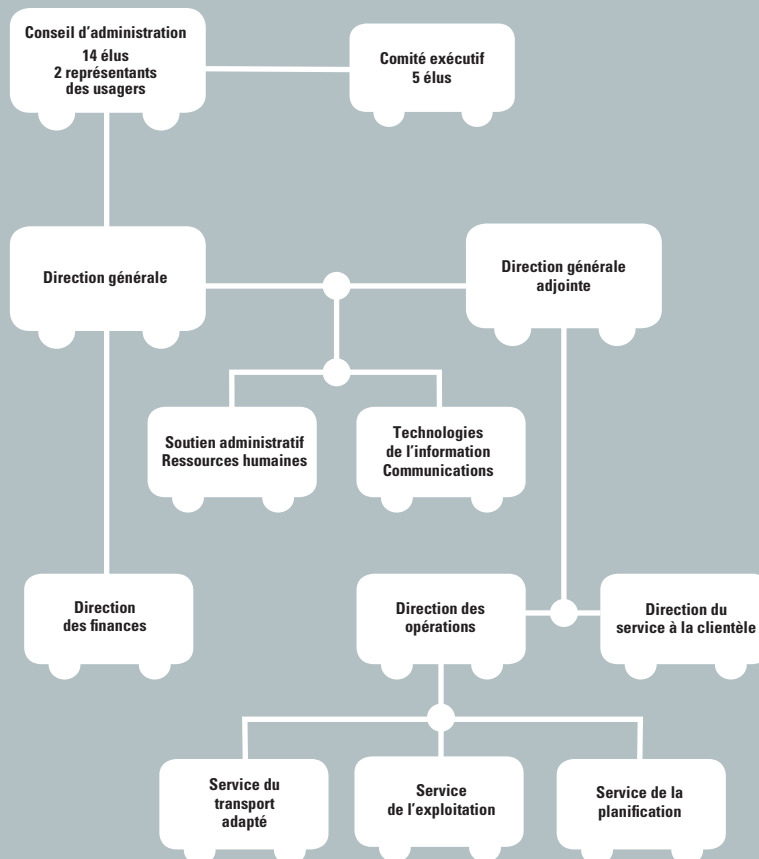 Conseil d'administration
14 élus
2 représentants
des usagers
Comité exécutif
5 élus
Direction générale
Direction générale
adjointe
Soutien administratif
Ressources humaines
Technologies
de l'information
Communications
Direction
des finances
Direction des
opérations
Direction du
service à la clientèle
Service du
transport
adapté
Service
de l'exploitation
Service de la
planification